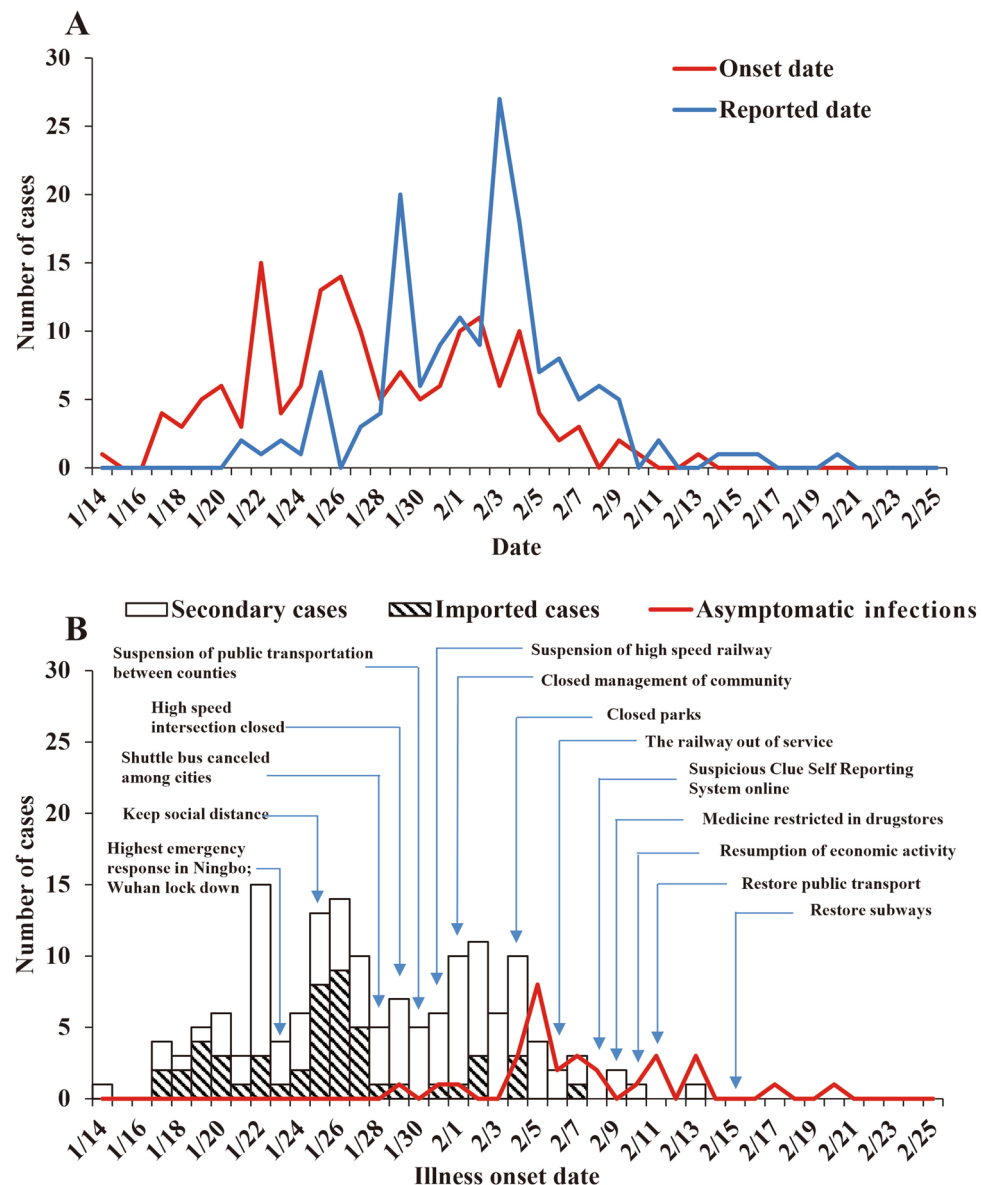 A
30
25
20
15
10
5
0
Number of cases
Onset date
Reported date
1/14
1/16
1/18
1/20
1/22
1/24
1/26
1/28
1/30
2/1
2/3
2/5
2/7
2/9
2/11
2/13
2/15
2/17
2/19
2/21
2/23
2/25
Date
Secondary cases
Imported cases
Asymptomatic infections
B
30
25
20
15
10
5
0
Number of cases
Suspension of public transportation
between counties
High speed
intersection closed
Shuttle bus canceled
among cities
Keep social distance
Highest emergency
response in Ningbo;
Wuhan lock down
Suspension of high speed railway
Closed management of community
Closed parks
The railway out of service
Suspicious Clue Self Reporting
System online
Medicine restricted in drugstores
Resumption of economic activity
Restore public transport
Restore subways
1/14
1/16
1/18
1/20
1/22
1/24
1/26
1/28
1/30
2/1
2/3
2/5
2/7
2/9
2/11
2/13
2/15
2/17
2/19
2/21
2/23
2/25
Illness onset date